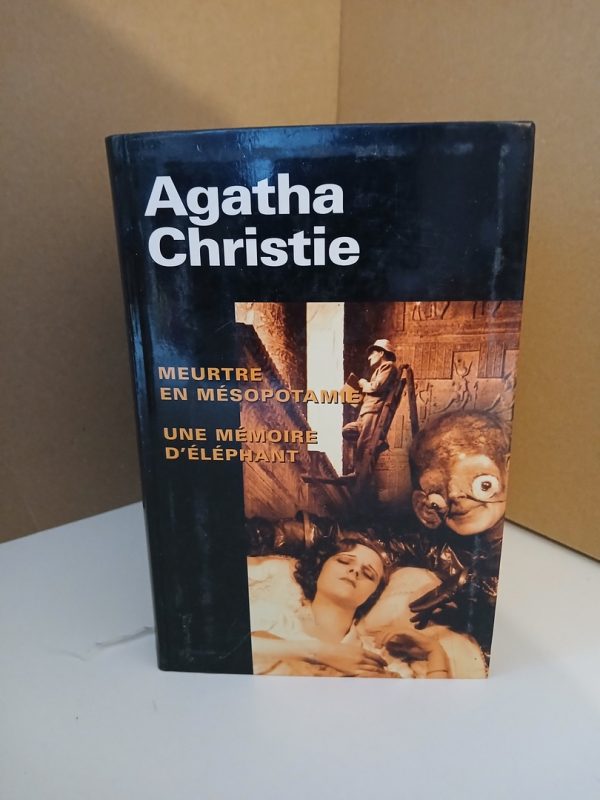 Agatha
Christie
MEURTRE
EN MÉSOPOTAMIE
UNE MÉMOIRE
D'ÉLÉPHANT